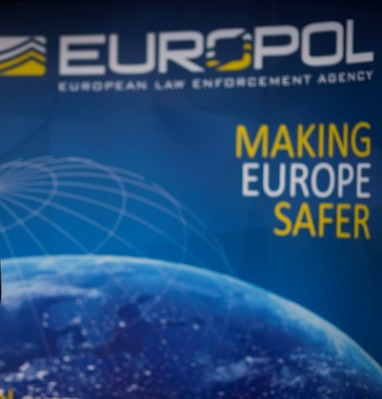 EUROPOL
EUROPEAN LAW ENFORCEMENT AGENCY
MAKING
EUROPE
SAFER